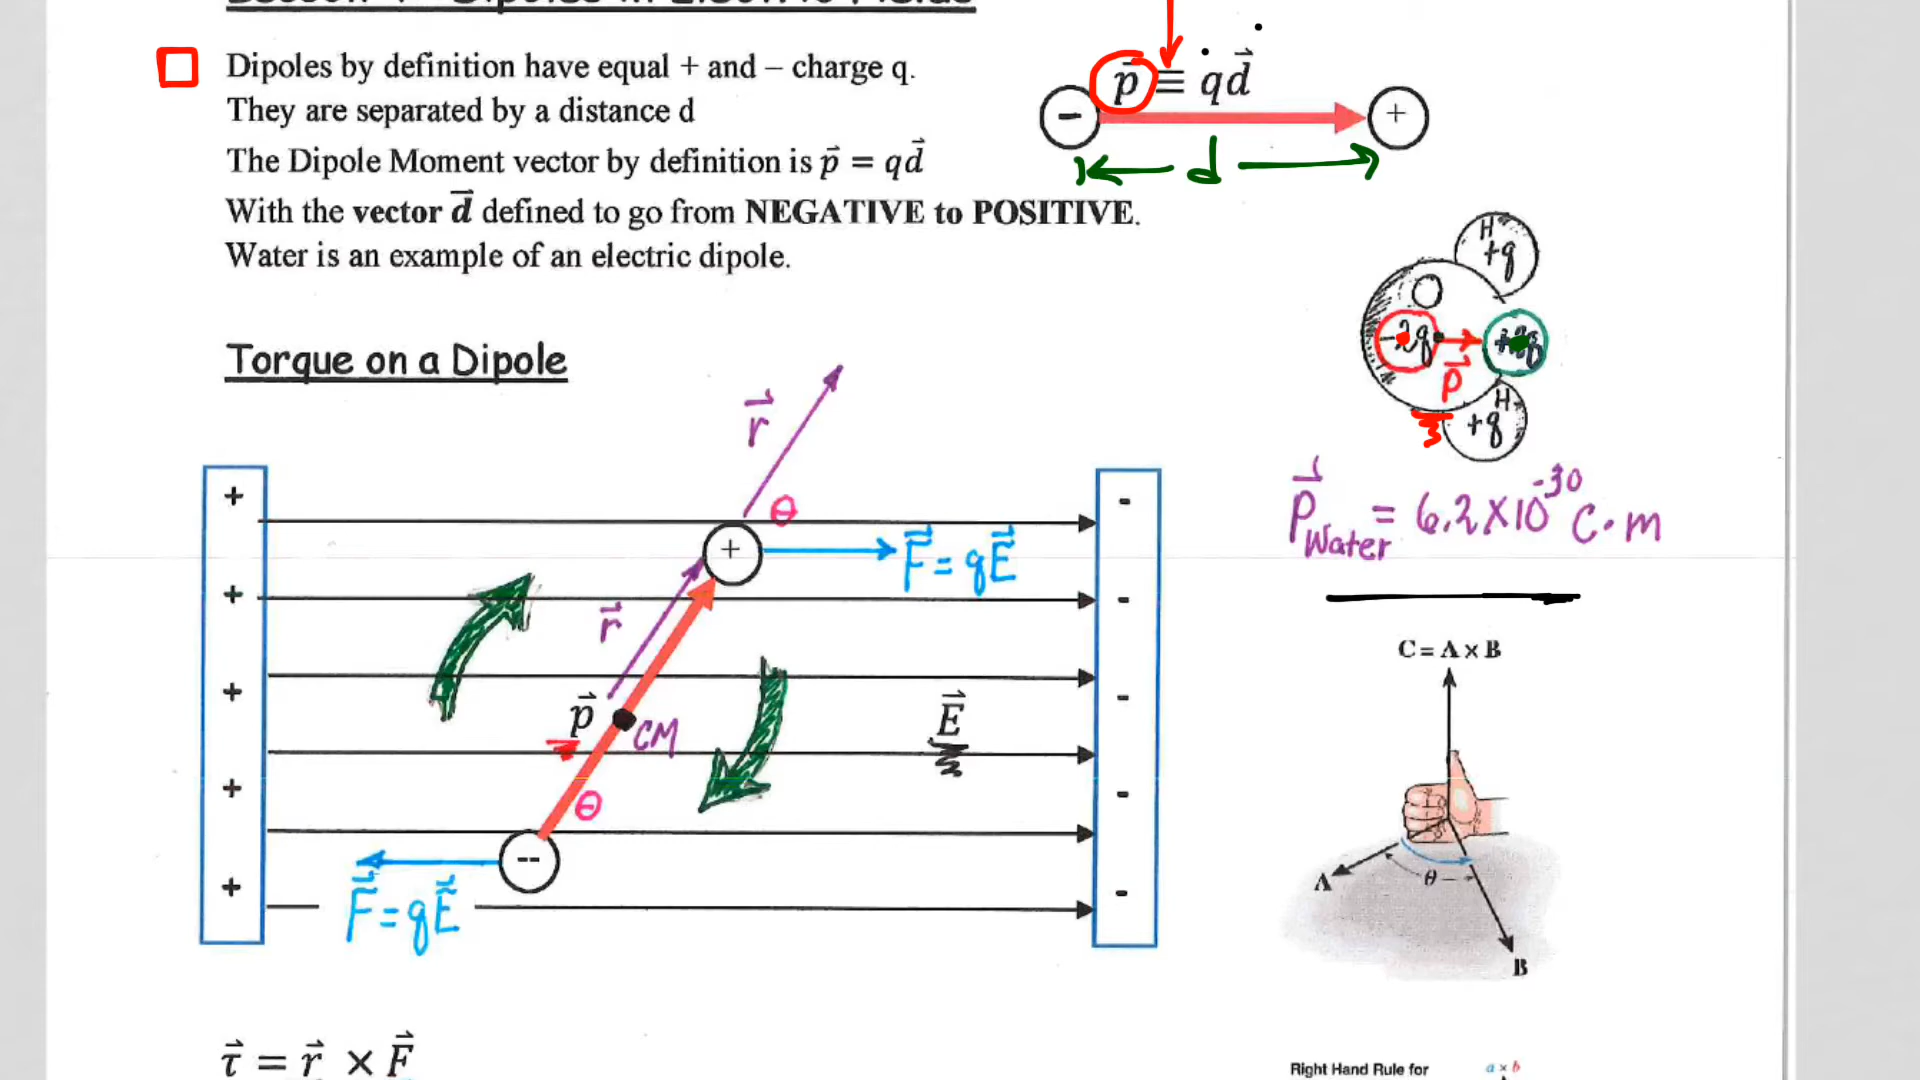 Dipoles by definition have equal + and – charge q.
They are separated by a distance d
The Dipole Moment vector by definition is p⃗ = qd⃗
With the vector d⃗ defined to go from NEGATIVE to POSITIVE.
Water is an example of an electric dipole.
p⃗ ≡ qd⃗
- +
d
H
+q
O
-2q
p⃗
H
+q
p⃗ Water = 6.2×10⁻³⁰ C·m
Torque on a Dipole
r⃗
θ
+ -
+
F⃗ = qE⃗
+ -
r⃗
+ -
p⃗
CM
E⃗
+ -
θ
--
+ -
F⃗ = qE⃗
C = A × B
A
θ
B
τ⃗ = r⃗ × F⃗
Right Hand Rule for a × b